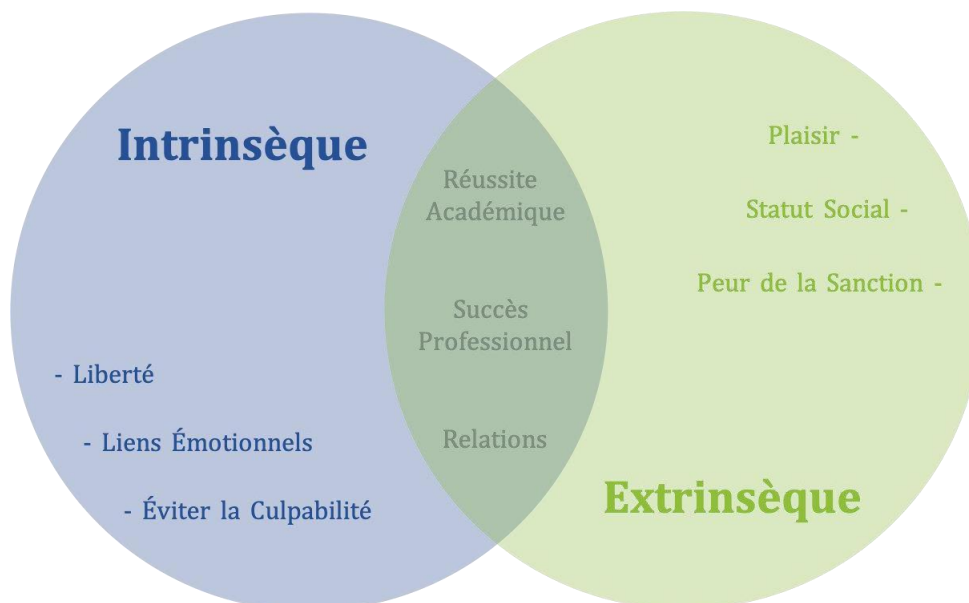 Intrinsèque
- Liberté
- Liens Émotionnels
- Éviter la Culpabilité
Réussite
Académique
Succès
Professionnel
Relations
Plaisir -
Statut Social -
Peur de la Sanction -
Extrinsèque